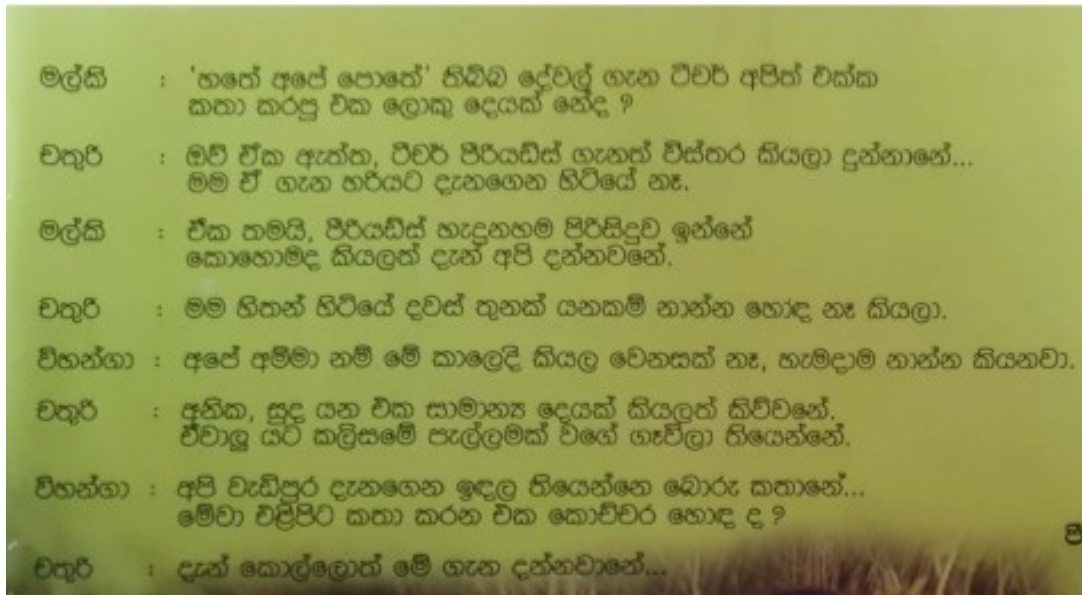 මල්කි : 'හතේ අපේ පොතේ' තිබ්බ දේවල් ගැන ටීචර් අපිත් එක්ක
කතා කරපු එක ලොකු දෙයක් නේද ?
චතුරි : ඔව් ඒක ඇත්ත, ටීචර් පීරියඩ්ස් ගැනත් විස්තර කියලා දුන්නානේ...
මම ඒ ගැන හරියට දැනගෙන හිටියේ නෑ.
මල්කි : ඒක තමයි, පීරියඩ්ස් හැදුනහම පිරිසිදුව ඉන්නේ
කොහොමද කියලත් දැන් අපි දන්නවනේ.
චතුරි : මම හිතන් හිටියේ දවස් තුනක් යනකම් නාන්න හොඳ නෑ කියලා.
විහන්ගා : අපේ අම්මා නම් මේ කාලෙදි කියල වෙනසක් නෑ, හැමදාම නාන්න කියනවා.
චතුරි : අනික, සුද යන එක සාමාන්‍ය දෙයක් කියලත් කිව්වනේ.
ඒවාලු යට කලිසමේ පැල්ලමක් වගේ ගෑවිලා තියෙන්නේ.
විහන්ගා : අපි වැඩිපුර දැනගෙන ඉඳල තියෙන්නෙ බොරු කතානේ...
මේවා එළිපිට කතා කරන එක කොච්චර හොඳ ද ?
චතුරි : දැන් කොල්ලොත් මේ ගැන දන්නවානේ...